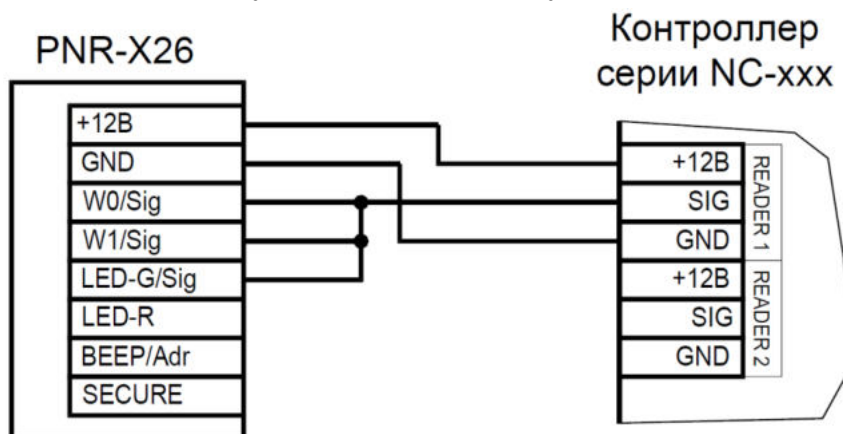 PNR-X26
+12В
GND
W0/Sig
W1/Sig
LED-G/Sig
LED-R
BEEP/Adr
SECURE
Контроллер
серии NC-xxx
+12В
SIG
GND
READER 1
+12В
SIG
GND
READER 2